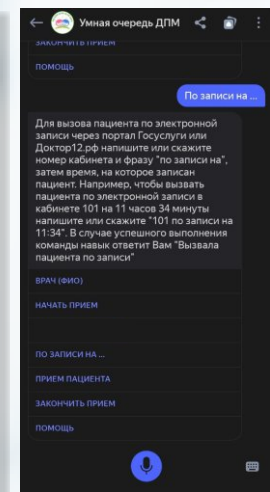 Умная очередь ДПМ
ЗАКОНЧИТЬ ПРИЕМ
ПОМОЩЬ
По записи на ...
Для вызова пациента по электронной
записи через портал Госуслуги или
Доктор12.рф напишите или скажите
номер кабинета и фразу "по записи на",
затем время, на которое записан
пациент. Например, чтобы вызвать
пациента по электронной записи в
кабинете 101 на 11 часов 34 минуты
напишите или скажите "101 по записи на
11:34". В случае успешного выполнения
команды навык ответит Вам "Вызвала
пациента по записи"
ВРАЧ (ФИО)
НАЧАТЬ ПРИЕМ
ПО ЗАПИСИ НА ...
ПРИЕМ ПАЦИЕНТА
ЗАКОНЧИТЬ ПРИЕМ
ПОМОЩЬ